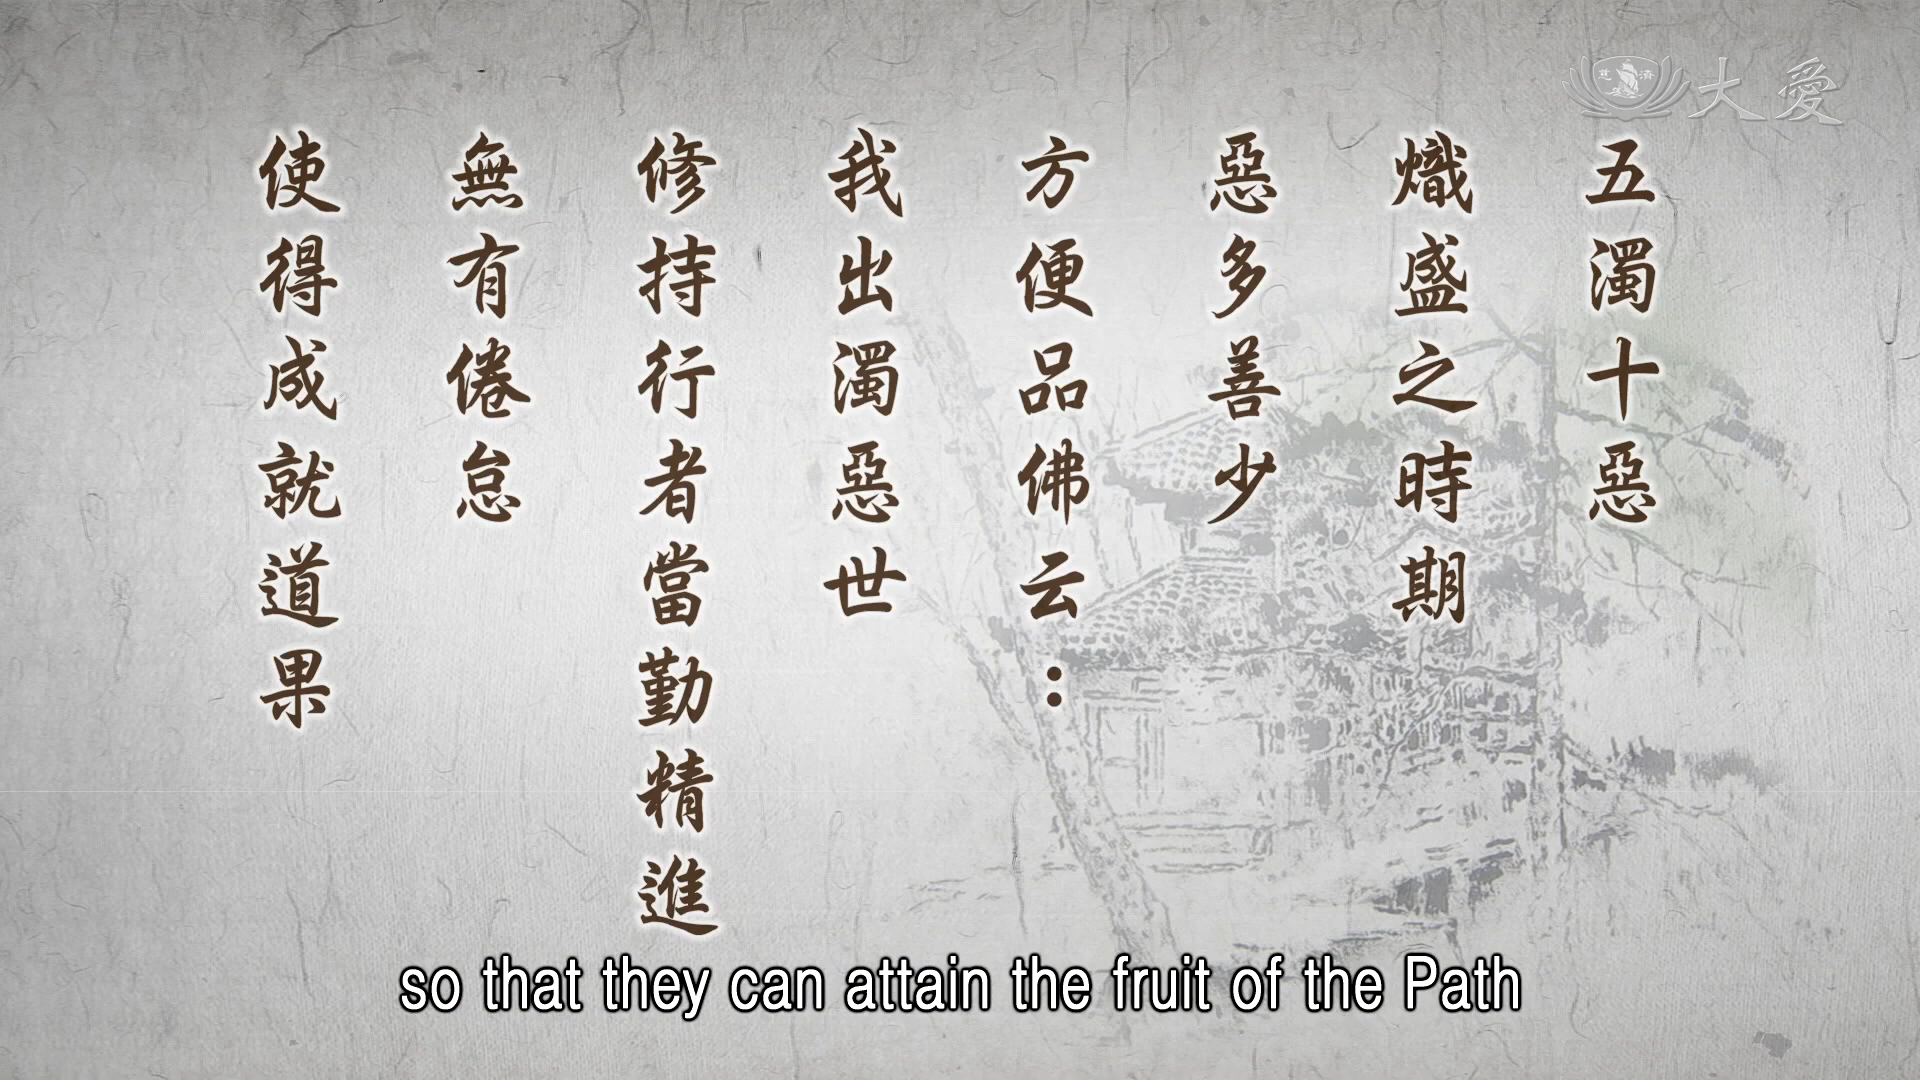 大愛
慈濟
五濁十惡
熾盛之時期
惡多善少
方便品佛云：
我出濁惡世
修持行者當勤精進
無有倦怠
使得成就道果
so that they can attain the fruit of the Path